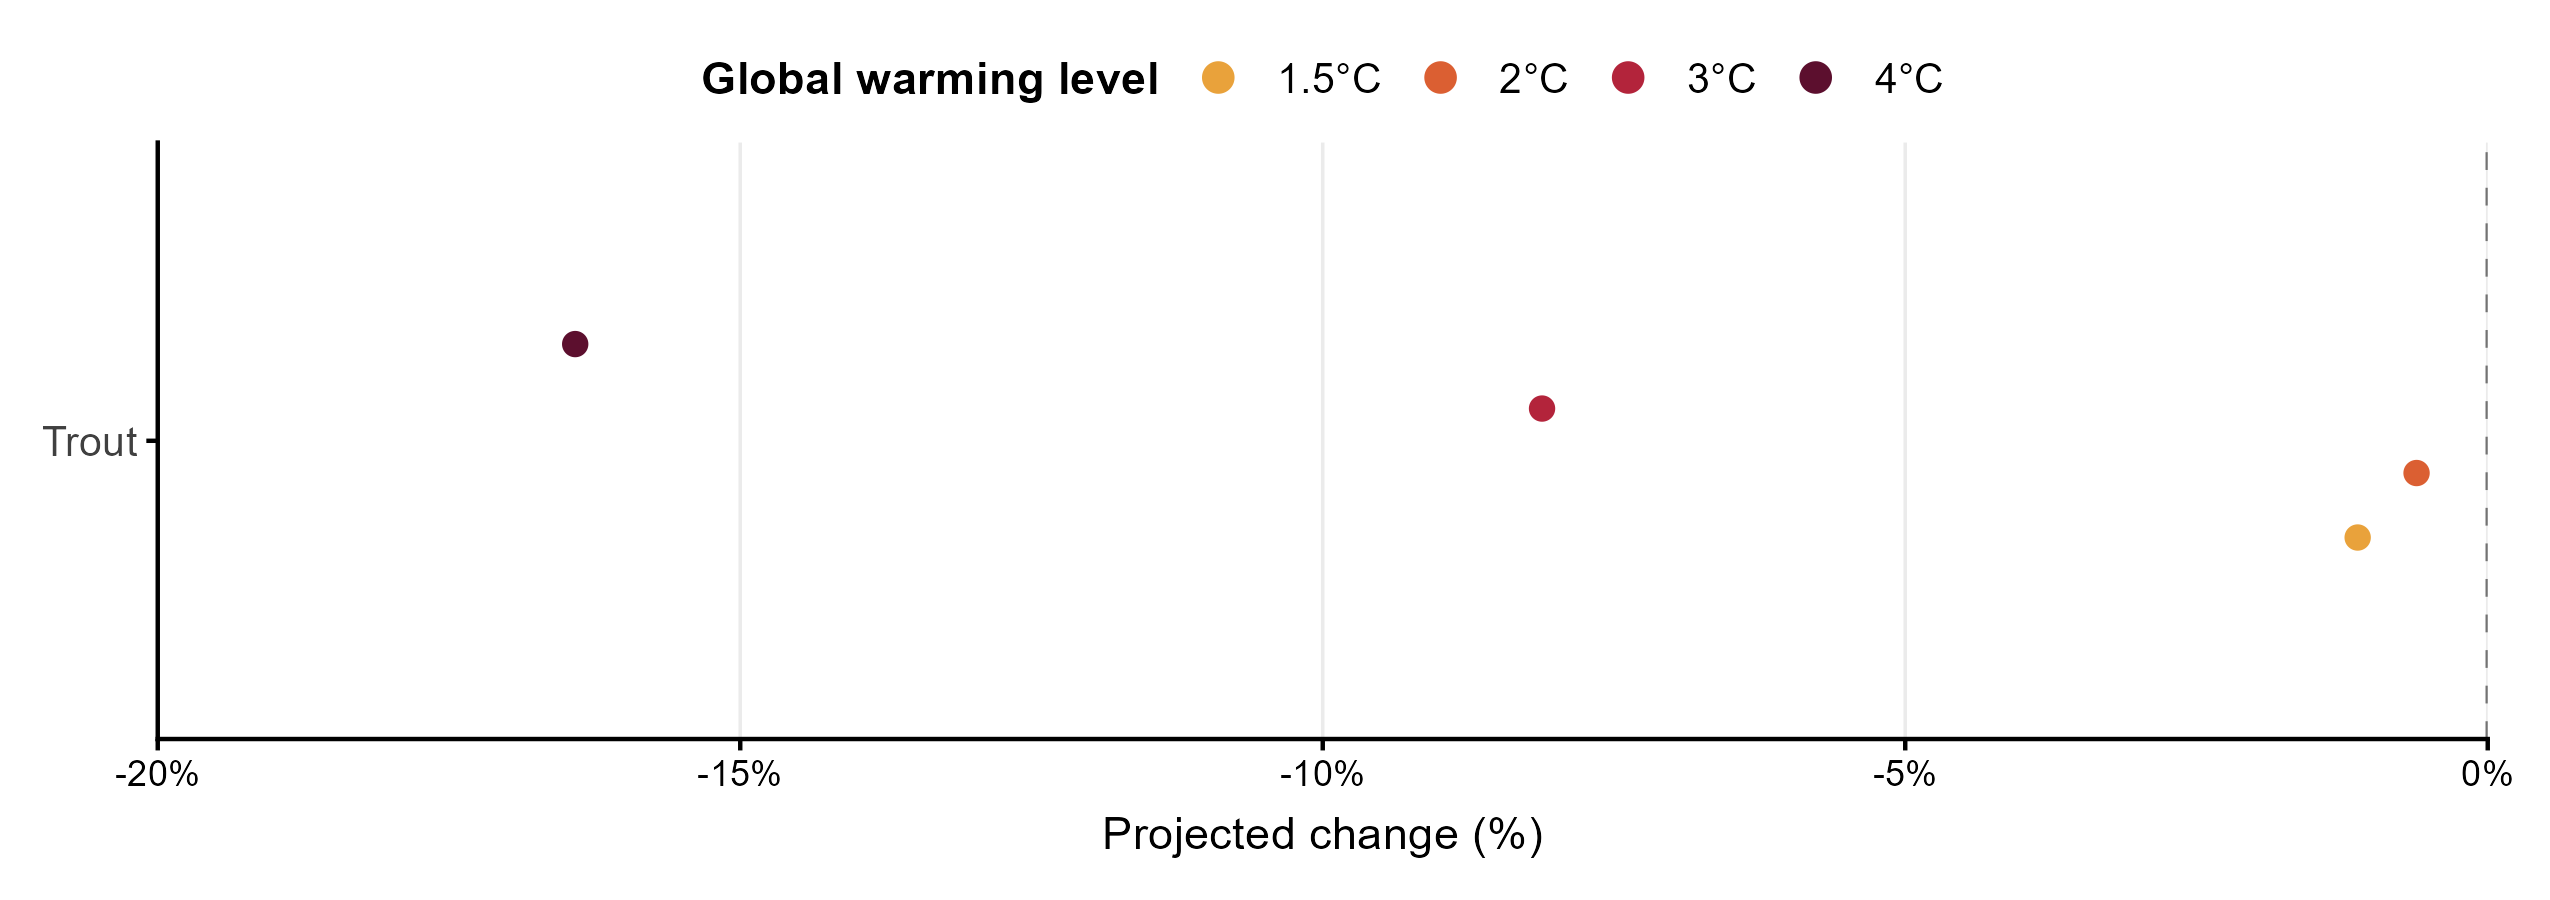 Global warming level 1.5°C 2°C 3°C 4°C
Trout
-20% -15% -10% -5% 0%
Projected change (%)